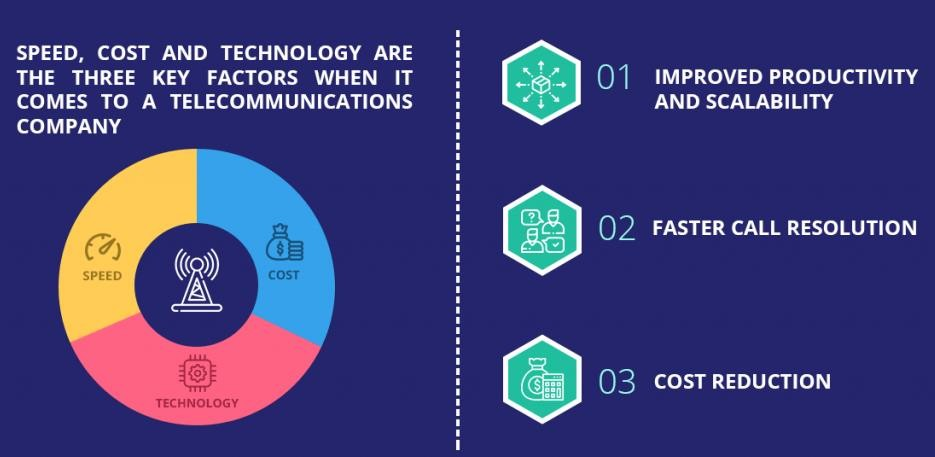 SPEED, COST AND TECHNOLOGY ARE
THE THREE KEY FACTORS WHEN IT
COMES TO A TELECOMMUNICATIONS
COMPANY
SPEED
COST
TECHNOLOGY
01 IMPROVED PRODUCTIVITY
AND SCALABILITY
02 FASTER CALL RESOLUTION
03 COST REDUCTION